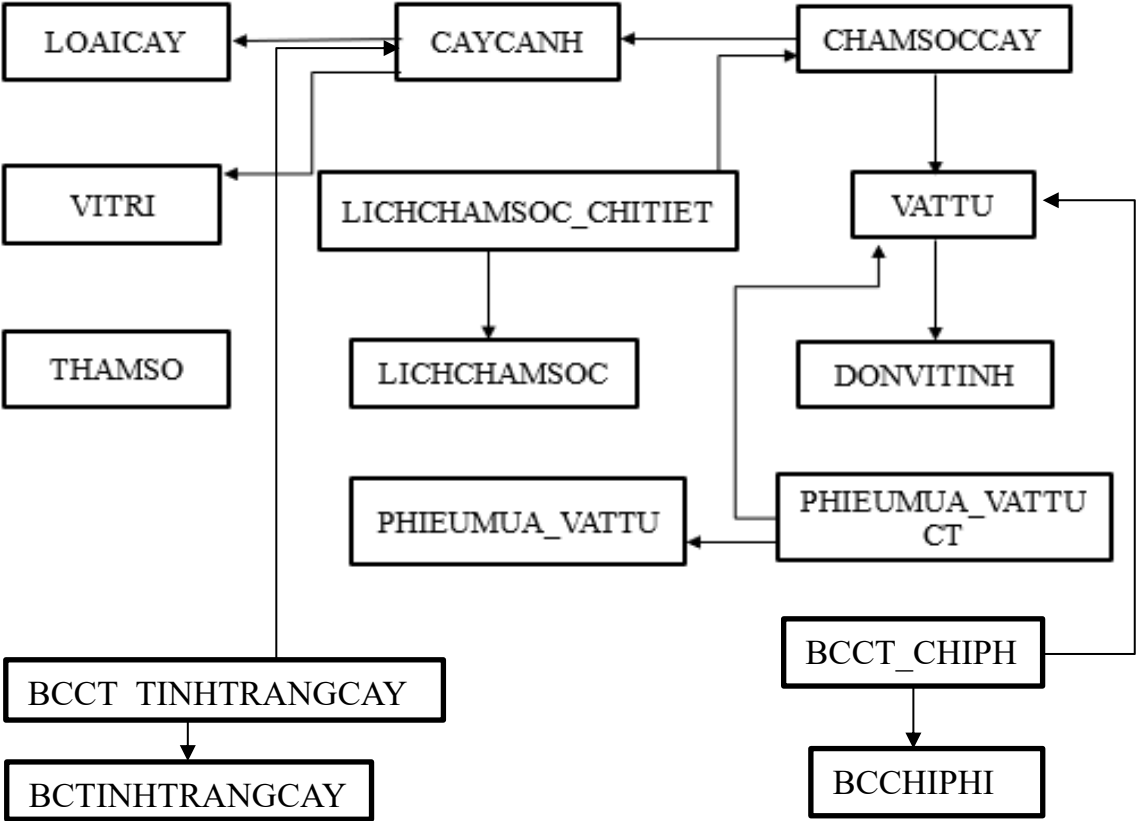 LOAICAY
CAYCANH
CHAMSOCCAY
VITRI
LICHCHAMSOC_CHITIET
VATTU
THAMSO
LICHCHAMSOC
DONVITINH
PHIEUMUA_VATTU
PHIEUMUA_VATTU
CT
BCCT_CHIPH
BCCT TINHTRANGCAY
BCTINHTRANGCAY
BCCHIPHI